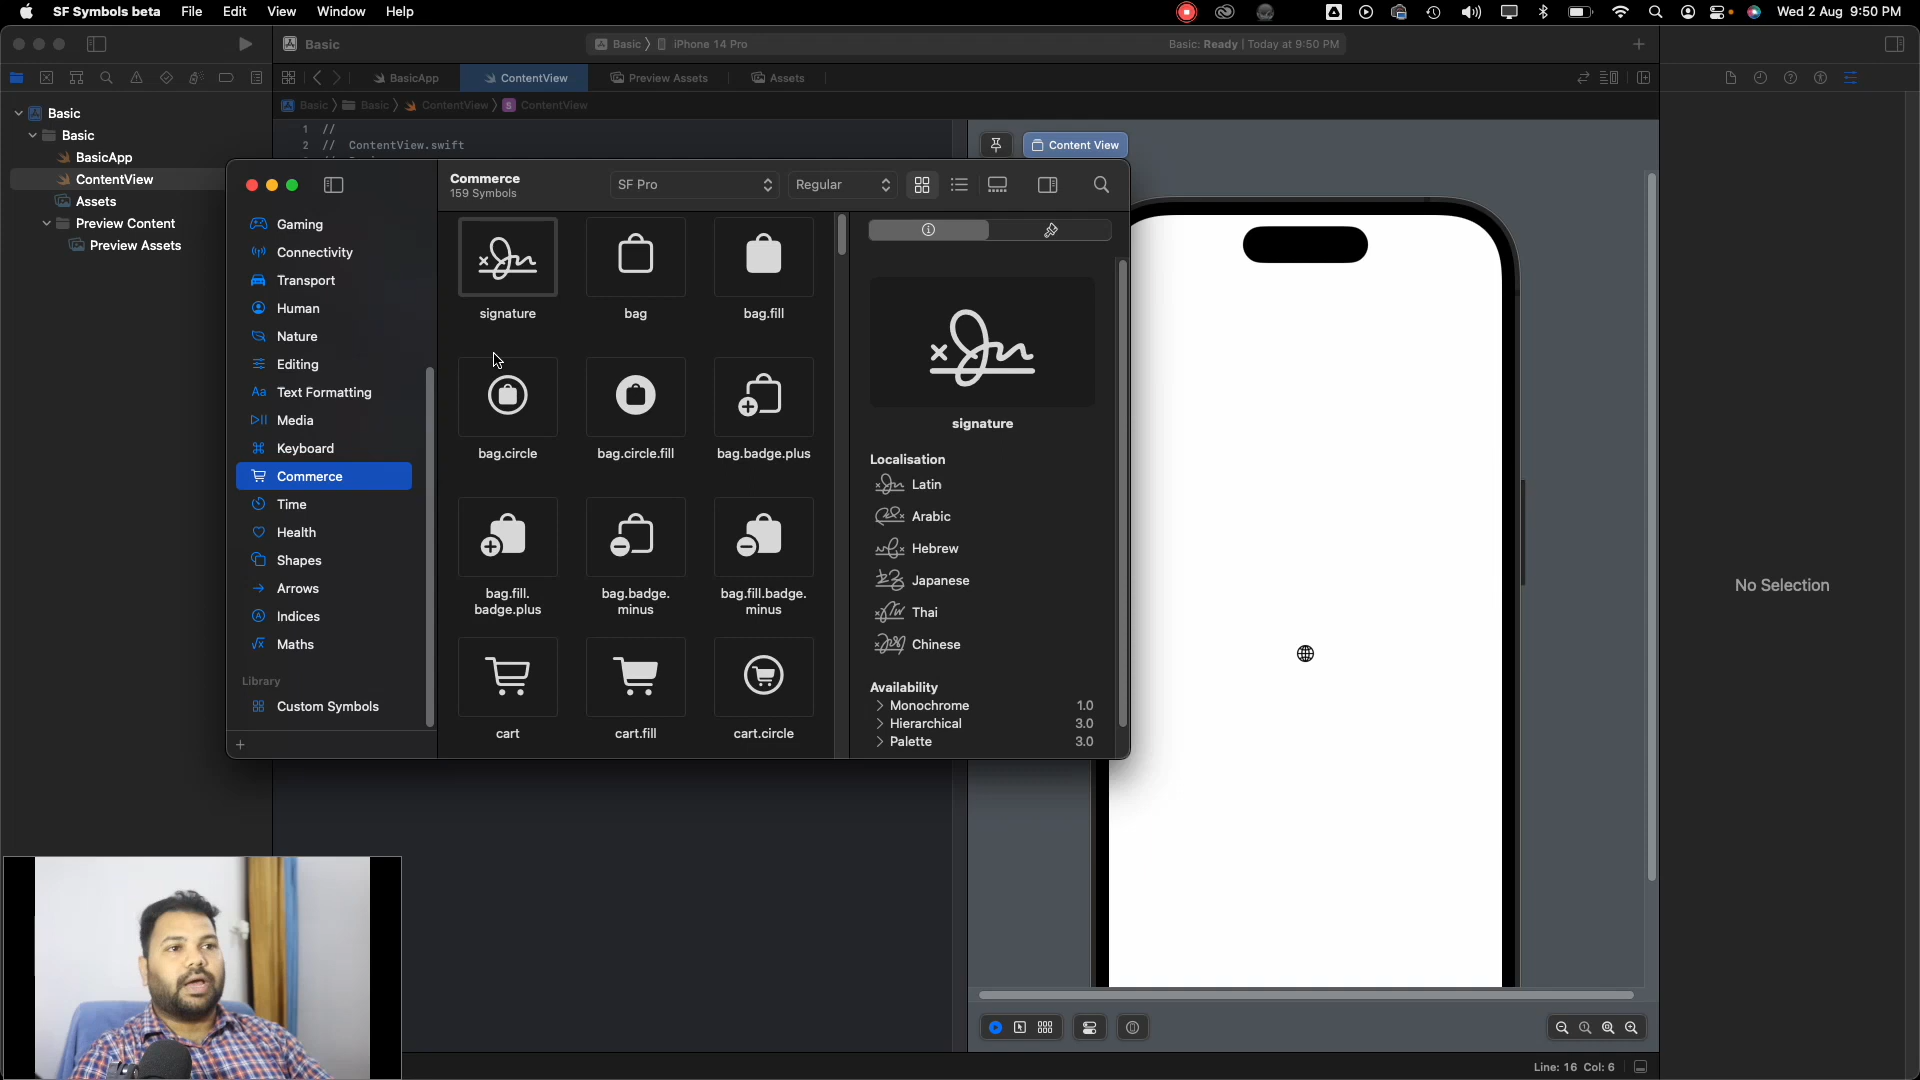 SF Symbols beta File Edit View Window Help
Wed 2 Aug 9:50 PM
Basic
Basic iPhone 14 Pro
Basic: Ready | Today at 9:50 PM
BasicApp
ContentView
Preview Assets
Assets
Basic
Basic
BasicApp
ContentView
Assets
Preview Content
Preview Assets
Basic Basic ContentView S ContentView
1 //
2 // ContentView.swift
Content View
Commerce
159 Symbols
SF Pro
Regular
Gaming
Connectivity
Transport
Human
Nature
Editing
Aa Text Formatting
Media
Keyboard
Commerce
Time
Health
Shapes
Arrows
Indices
Maths
Library
Custom Symbols
signature
bag
bag.fill
bag.circle
bag.circle.fill
bag.badge.plus
bag.fill.
badge.plus
bag.badge.
minus
bag.fill.badge.
minus
cart
cart.fill
cart.circle
signature
Localisation
Latin
Arabic
Hebrew
Japanese
Thai
Chinese
Availability
Monochrome 1.0
Hierarchical 3.0
Palette 3.0
No Selection
Line: 16 Col: 6